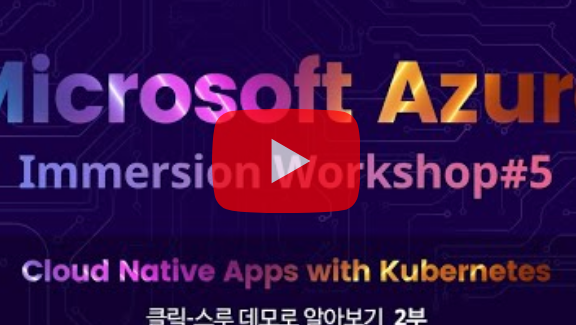 Microsoft Azure
Immersion Workshop#5
Cloud Native Apps with Kubernetes
클릭-스루 데모로 알아보기 2부